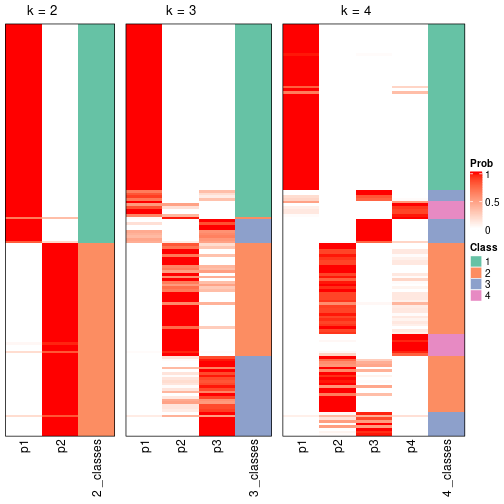 k = 2
k = 3
k = 4
p1
p2
2_classes
p1
p2
p3
3_classes
p1
p2
p3
p4
4_classes
Prob
1
0.5
0
Class
1
2
3
4